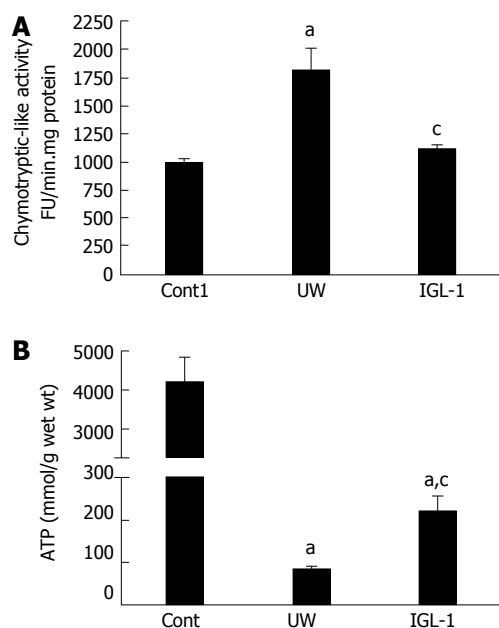 A
Chymotryptic-like activity
FU/min.mg protein
2250
2000
1750
1500
1250
1000
750
500
250
0
a
c
Cont1
UW
IGL-1
B
ATP (mmol/g wet wt)
5000
4000
3000
300
200
100
0
a
a,c
Cont
UW
IGL-1